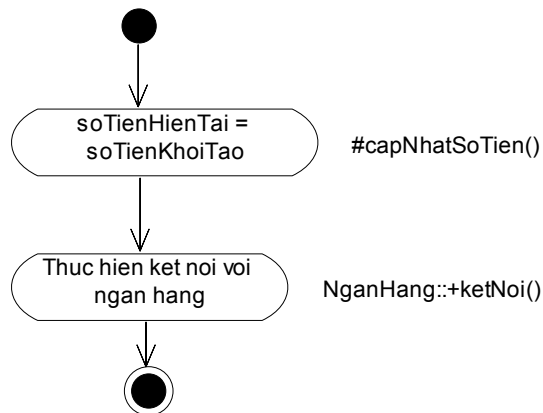 soTienHienTai =
soTienKhoiTao
#capNhatSoTien()
Thuc hien ket noi voi
ngan hang
NganHang::+ketNoi()